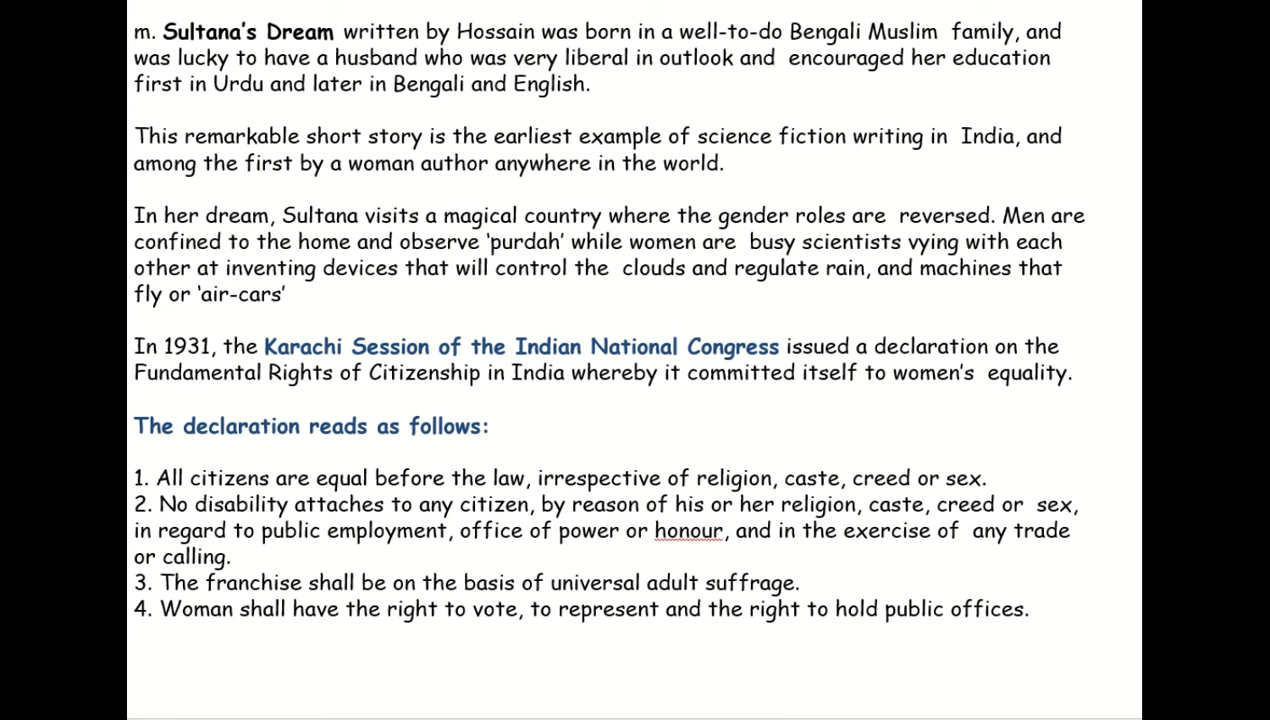 m. Sultana's Dream written by Hossain was born in a well-to-do Bengali Muslim family, and
was lucky to have a husband who was very liberal in outlook and encouraged her education
first in Urdu and later in Bengali and English.
This remarkable short story is the earliest example of science fiction writing in India, and
among the first by a woman author anywhere in the world.
In her dream, Sultana visits a magical country where the gender roles are reversed. Men are
confined to the home and observe 'purdah' while women are busy scientists vying with each
other at inventing devices that will control the clouds and regulate rain, and machines that
fly or 'air-cars'
In 1931, the Karachi Session of the Indian National Congress issued a declaration on the
Fundamental Rights of Citizenship in India whereby it committed itself to women's equality.
The declaration reads as follows:
1. All citizens are equal before the law, irrespective of religion, caste, creed or sex.
2. No disability attaches to any citizen, by reason of his or her religion, caste, creed or sex,
in regard to public employment, office of power or honour, and in the exercise of any trade
or calling.
3. The franchise shall be on the basis of universal adult suffrage.
4. Woman shall have the right to vote, to represent and the right to hold public offices.